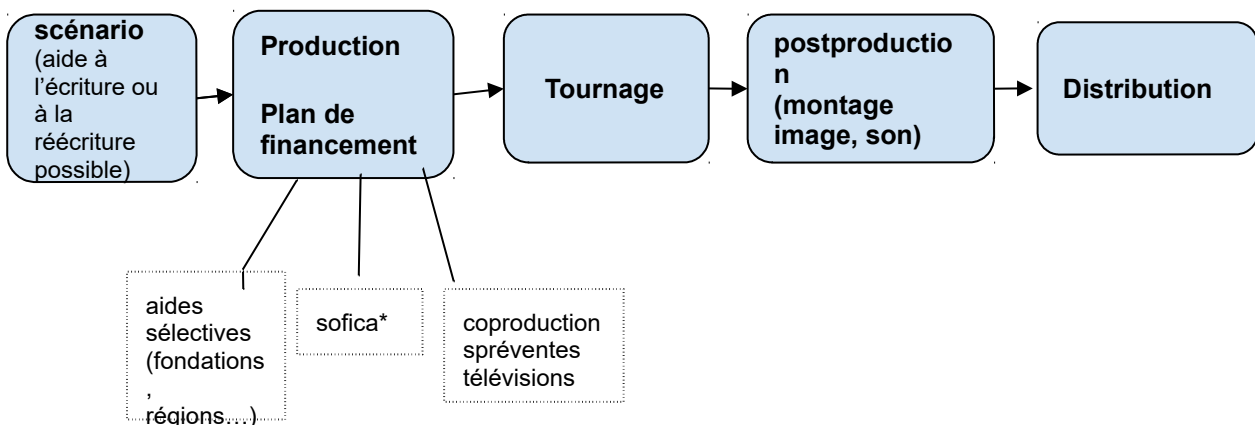 scénario
(aide à
l'écriture ou
à la
réécriture
possible)
Production
Plan de
financement
Tournage
postproductio
n
(montage
image, son)
Distribution
aides
sélectives
(fondations
,
régions…)
sofica*
coproduction
spréventes
télévisions